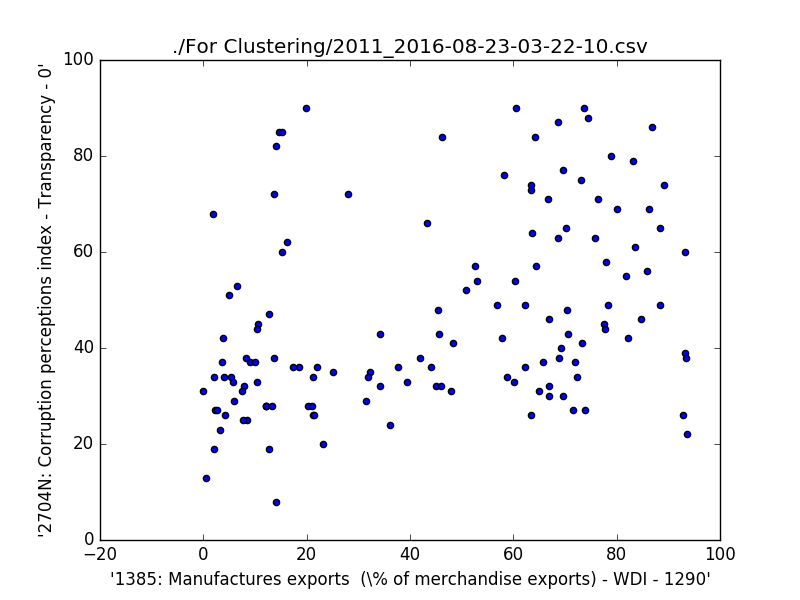 ./For Clustering/2011_2016-08-23-03-22-10.csv
100
80
60
40
20
0
−20 0 20 40 60 80 100
'2704N: Corruption perceptions index - Transparency - 0'
'1385: Manufactures exports  (\% of merchandise exports) - WDI - 1290'